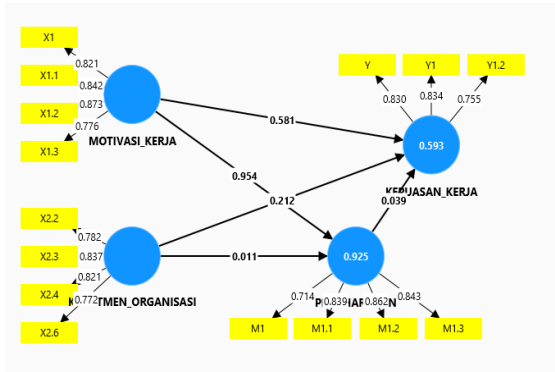 X1
0.821
X1.1
0.842
X1.2
0.873
X1.3
0.776
MOTIVASI_KERJA
Y
Y1
Y1.2
0.830
0.834
0.755
0.593
KEPUASAN_KERJA
0.581
0.954
0.212
0.039
0.011
X2.2
0.782
X2.3
0.837
X2.4
0.821
X2.6
0.772
0.925
0.714
0.839
0.862
0.843
M1
M1.1
M1.2
M1.3